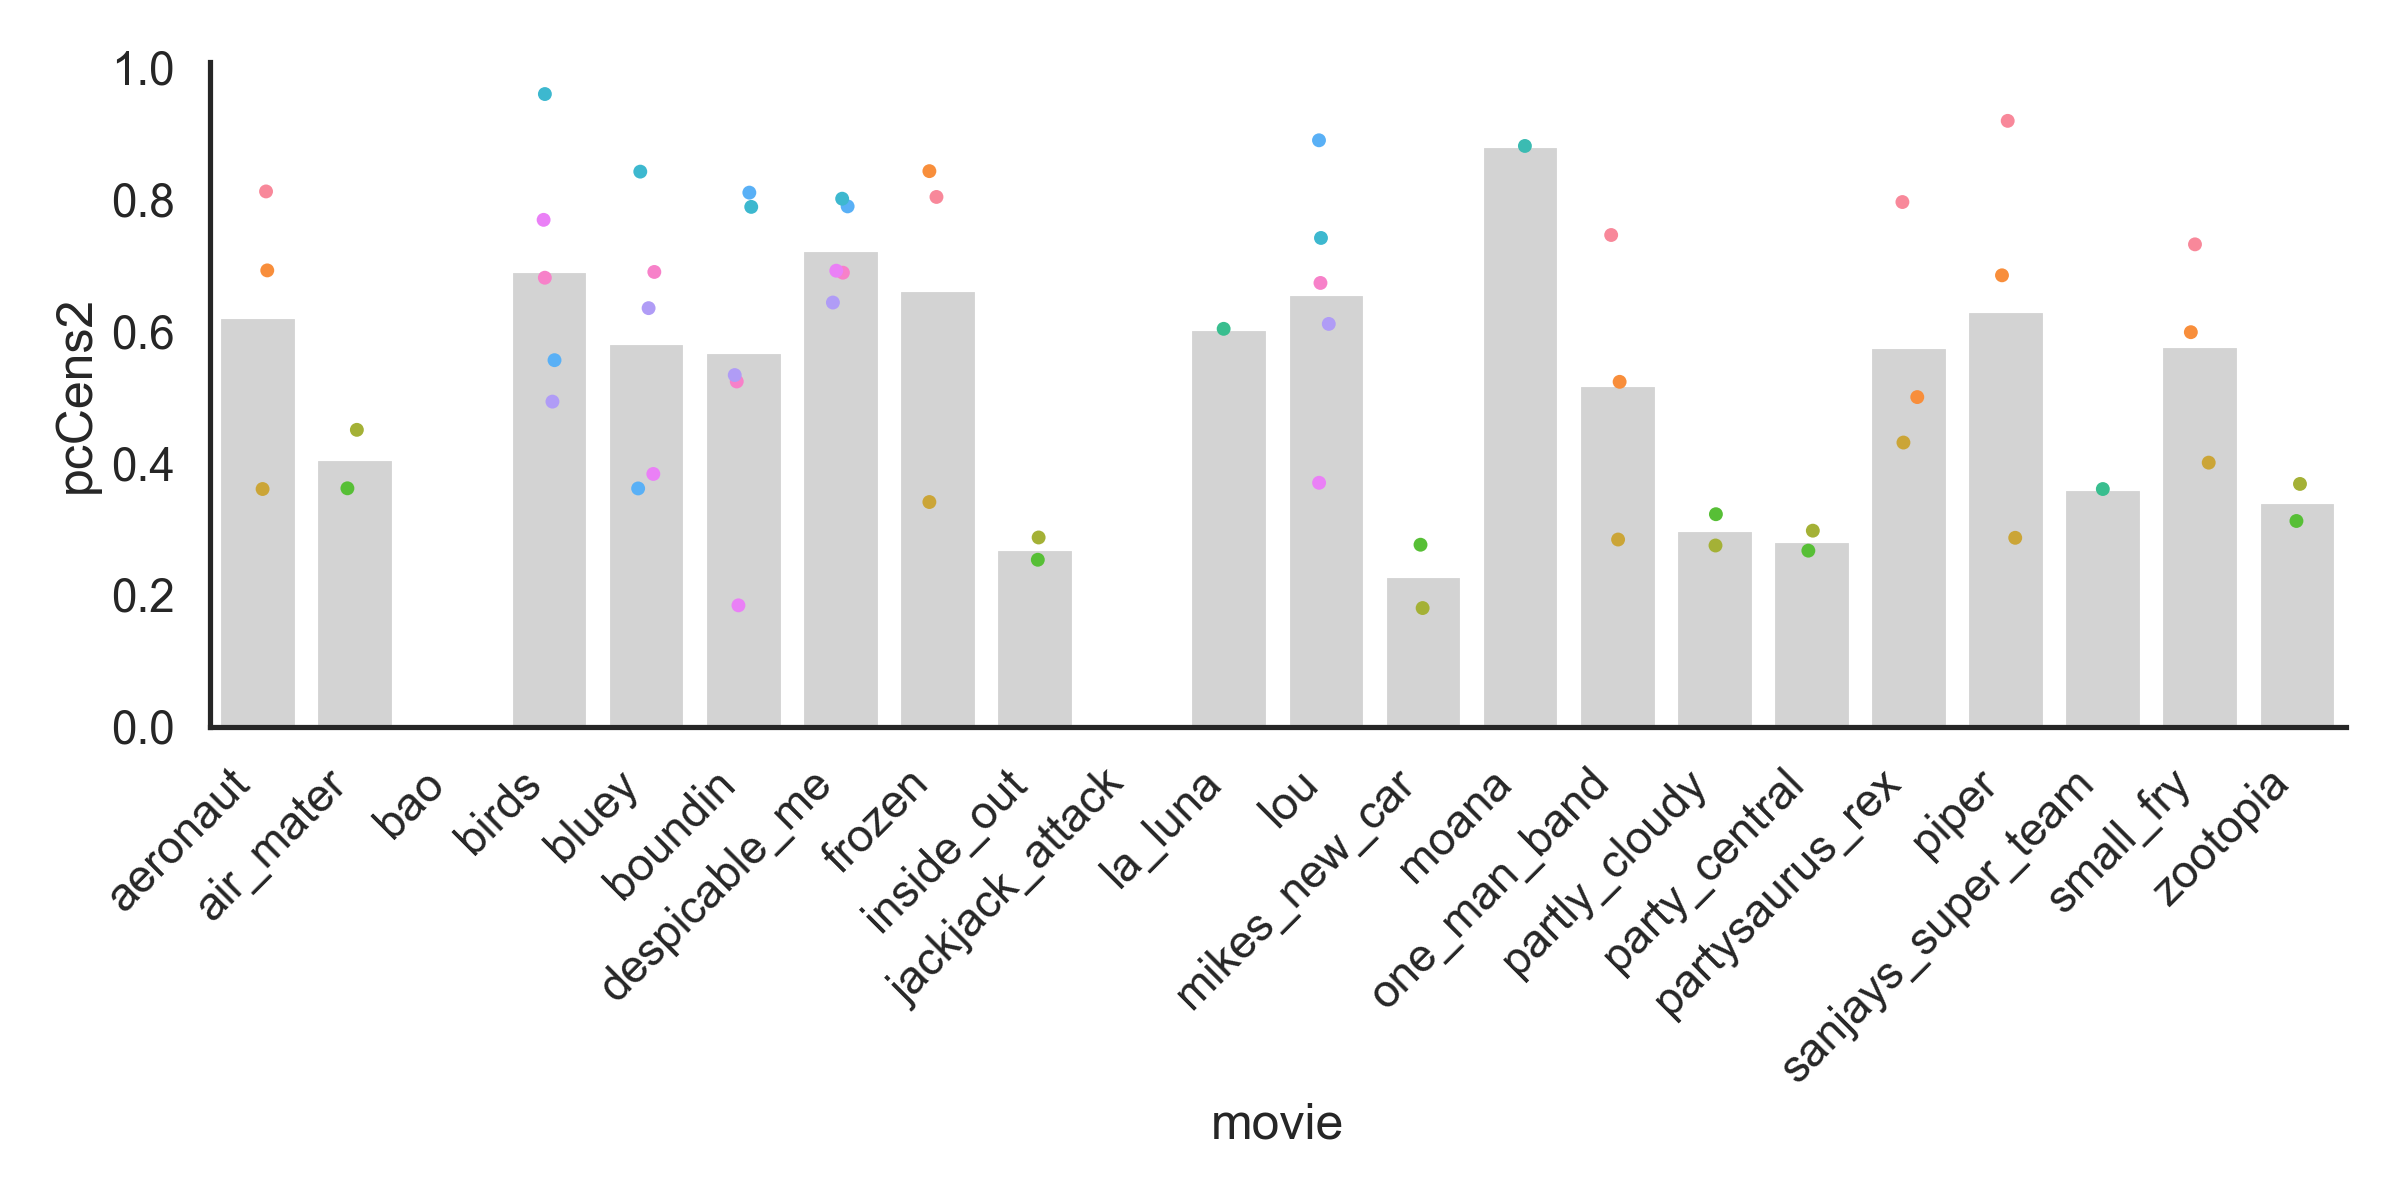 1.0
0.8
0.6
0.4
0.2
0.0
pcCens2
aeronaut
air_mater
bao
birds
bluey
boundin
despicable_me
frozen
inside_out
jackjack_attack
la_luna
lou
mikes_new_car
moana
one_man_band
partly_cloudy
party_central
partysaurus_rex
piper
sanjays_super_team
small_fry
zootopia
movie